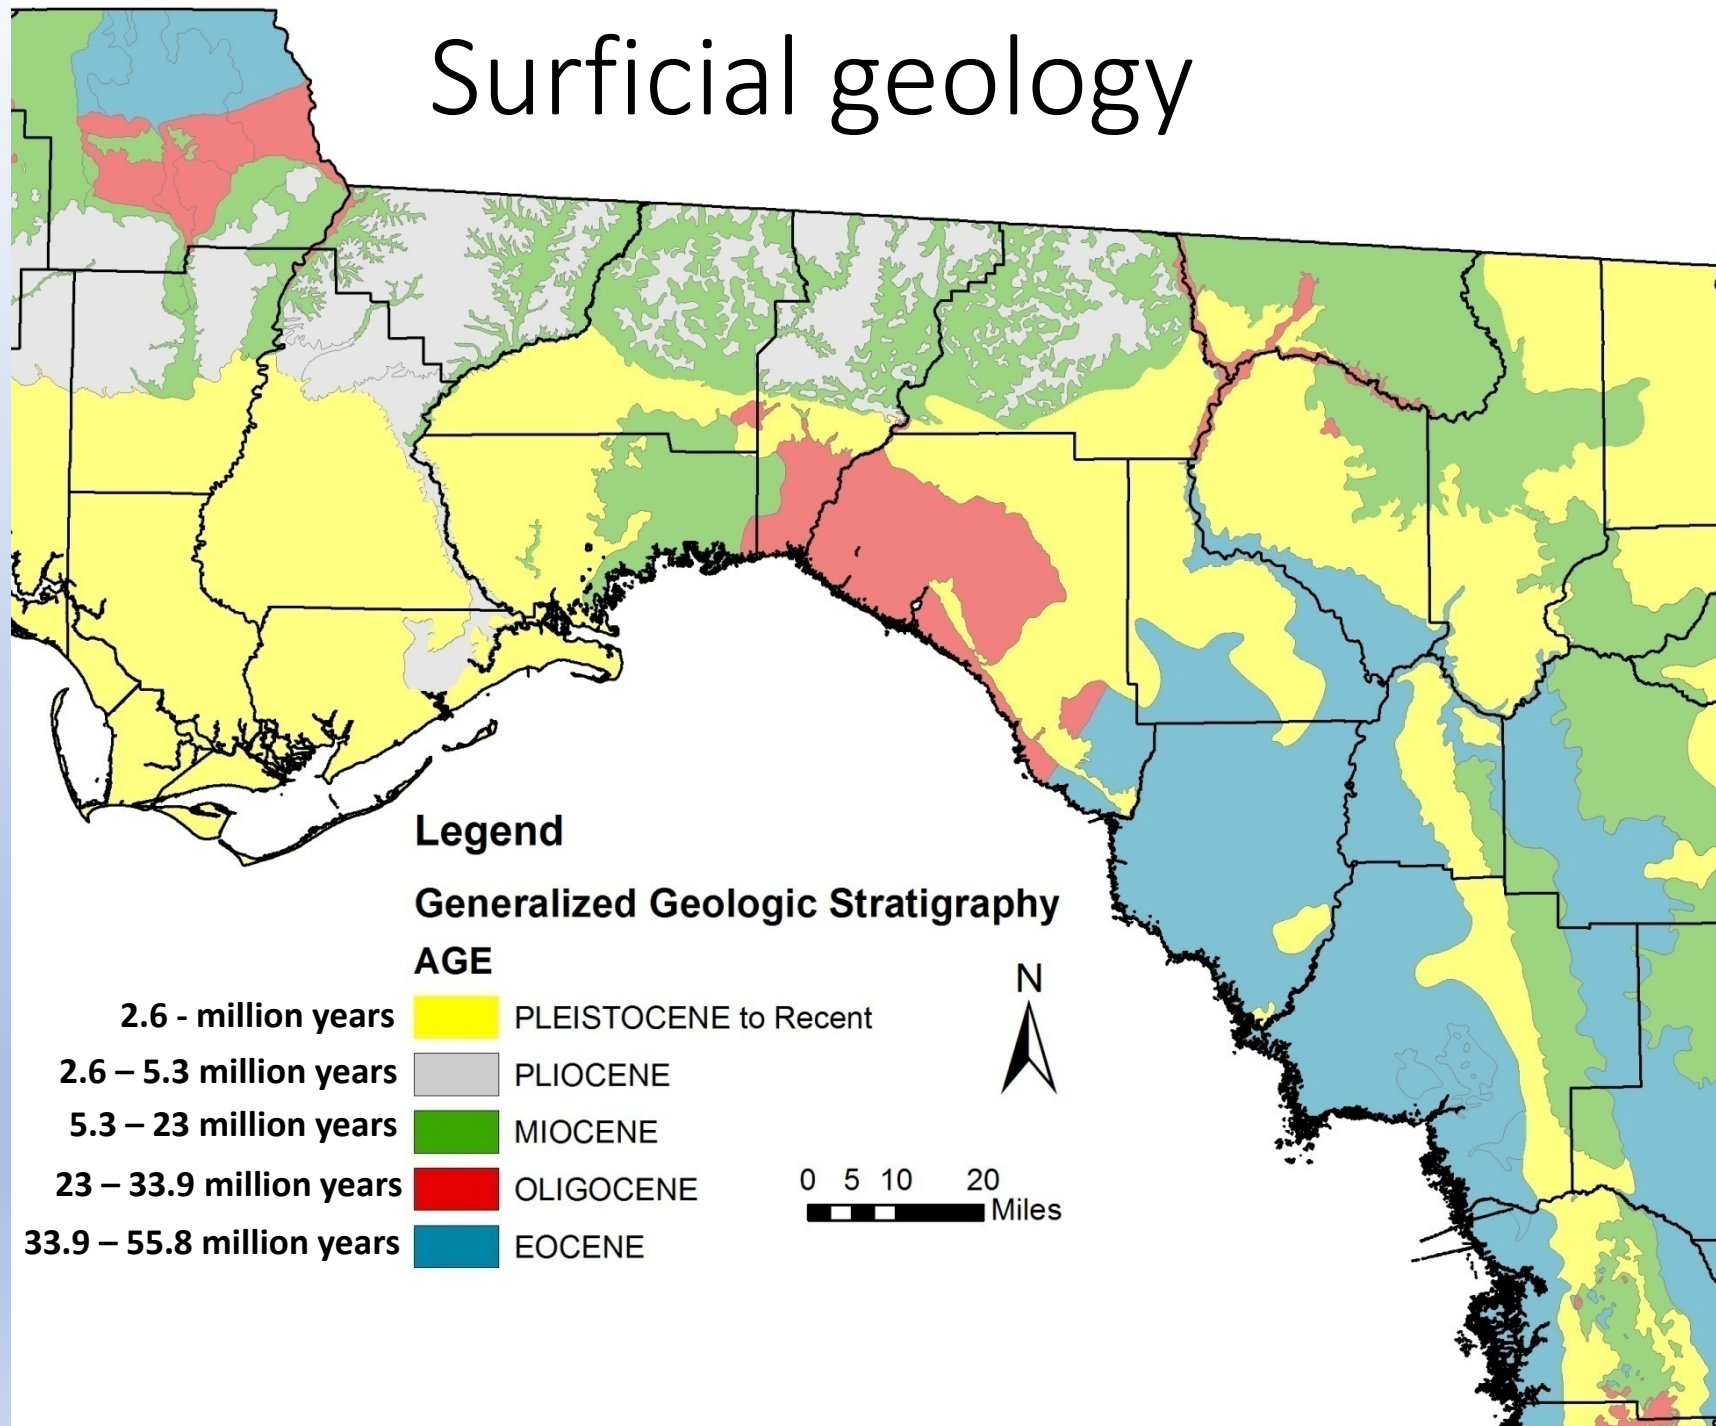 Surficial geology
Legend
Generalized Geologic Stratigraphy
AGE
2.6 - million years PLEISTOCENE to Recent
2.6 – 5.3 million years PLIOCENE
5.3 – 23 million years MIOCENE
23 – 33.9 million years OLIGOCENE
33.9 – 55.8 million years EOCENE
N
0 5 10 20
Miles